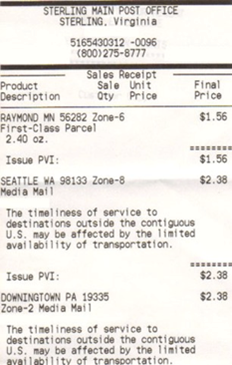 STERLING MAIN POST OFFICE
STERLING, Virginia
5165430312 -0096
(800)275-8777
Sales Receipt
Product Sale Unit Final
Description Qty Price Price
RAYMOND MN 56282 Zone-6 $1.56
First-Class Parcel
2.40 oz.
========
Issue PVI: $1.56
SEATTLE WA 98133 Zone-8 $2.38
Media Mail
The timeliness of service to
destinations outside the contiguous
U.S. may be affected by the limited
availability of transportation.
========
Issue PVI: $2.38
DOWNINGTOWN PA 19335 $2.38
Zone-2 Media Mail
The timeliness of service to
destinations outside the contiguous
U.S. may be affected by the limited
availability of transportation.